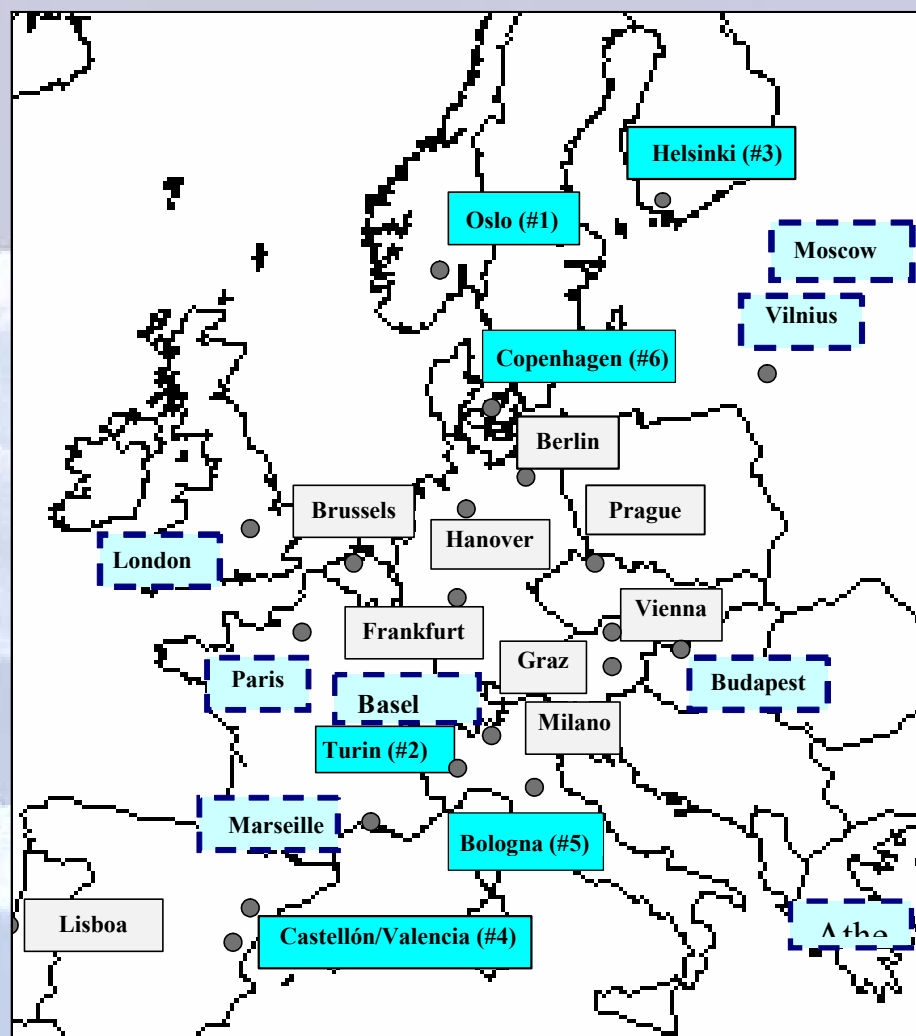 Helsinki (#3)
Oslo (#1)
Moscow
Vilnius
Copenhagen (#6)
Berlin
Brussels
Prague
Hanover
London
Vienna
Frankfurt
Graz
Paris
Budapest
Basel
Milano
Turin (#2)
Marseille
Bologna (#5)
Lisboa
Castellón/Valencia (#4)
Athe